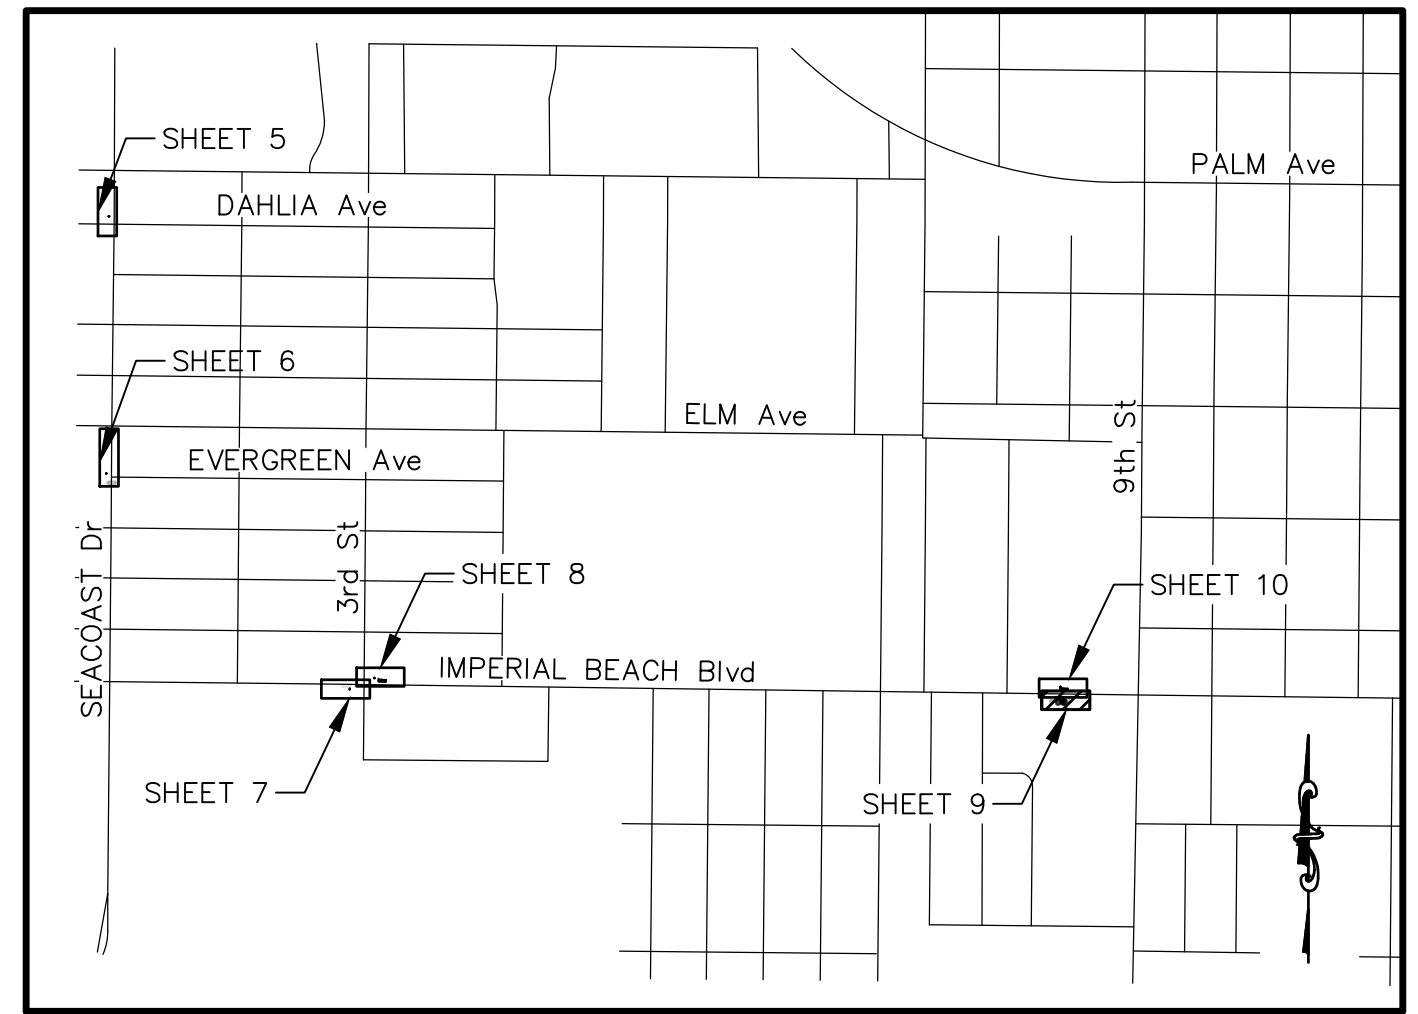 SHEET 5
PALM Ave
DAHLIA Ave
SHEET 6
ELM Ave
9th St
EVERGREEN Ave
SEACOAST Dr
3rd St
SHEET 8
SHEET 10
IMPERIAL BEACH Blvd
SHEET 7
SHEET 9